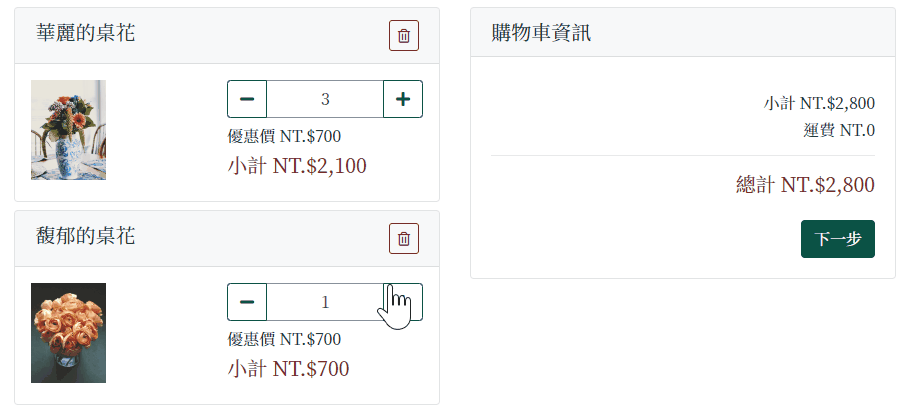 華麗的桌花
3
優惠價 NT.$700
小計 NT.$2,100
馥郁的桌花
1
優惠價 NT.$700
小計 NT.$700
購物車資訊
小計 NT.$2,800
運費 NT.0
總計 NT.$2,800
下一步